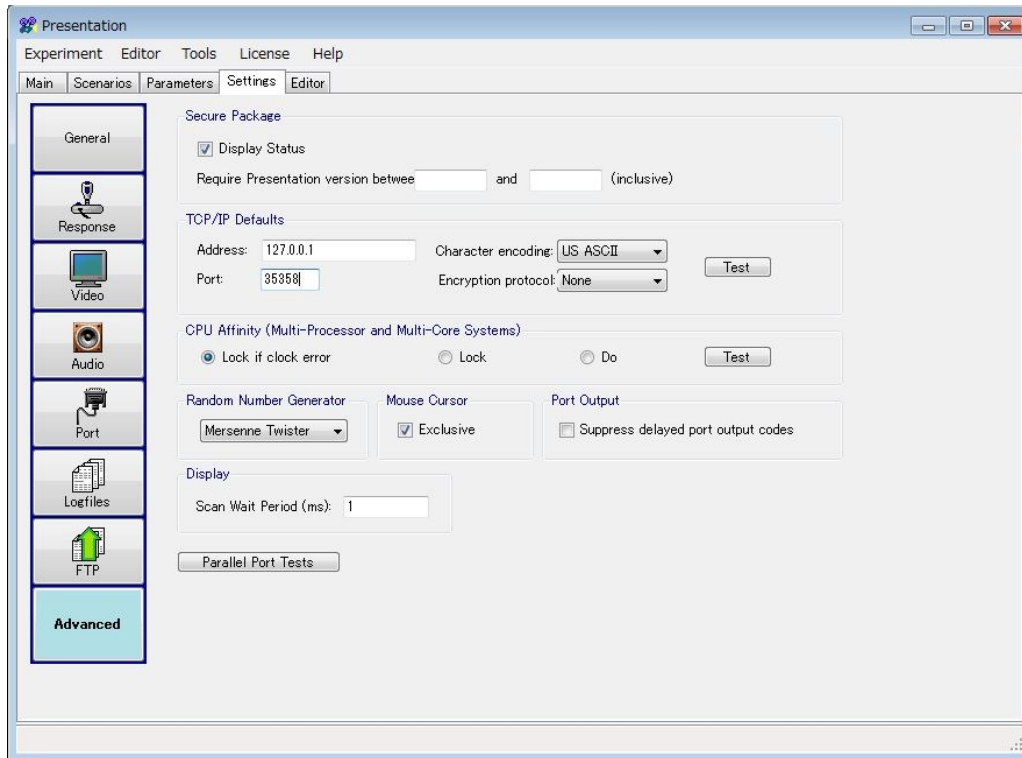 Presentation
Experiment Editor Tools License Help
Main Scenarios Parameters Settings Editor
General
Response
Video
Audio
Port
Logfiles
FTP
Advanced
Secure Package
Display Status
Require Presentation version betwee and (inclusive)
TCP/IP Defaults
Address: 127.0.0.1 Character encoding: US ASCII
Port: 35358 Encryption protocol: None Test
CPU Affinity (Multi-Processor and Multi-Core Systems)
Lock if clock error Lock Do Test
Random Number Generator Mouse Cursor Port Output
Mersenne Twister Exclusive Suppress delayed port output codes
Display
Scan Wait Period (ms): 1
Parallel Port Tests